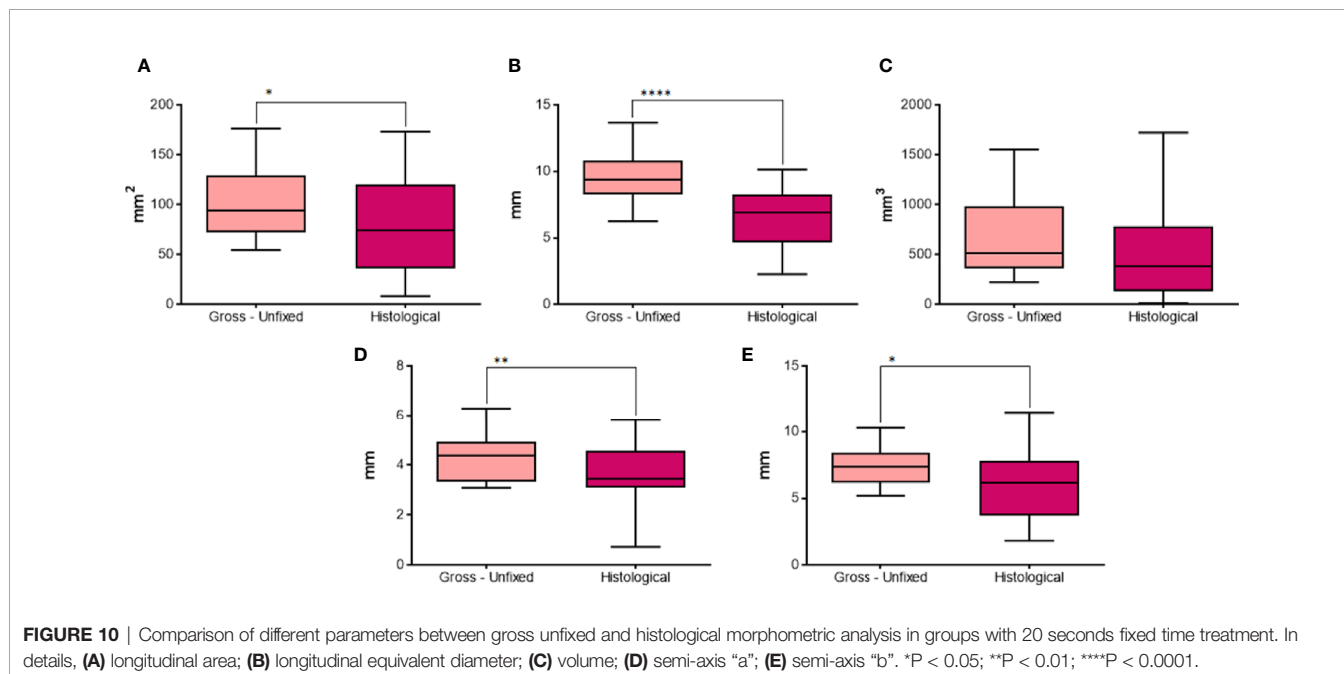 A
B
C
*
****
200
150
100
50
0
mm²
Gross - Unfixed
Histological
15
10
5
0
mm
Gross - Unfixed
Histological
2000
1500
1000
500
0
mm³
Gross - Unfixed
Histological
D
E
**
*
8
6
4
2
0
mm
Gross - Unfixed
Histological
15
10
5
0
mm
Gross - Unfixed
Histological
FIGURE 10 | Comparison of different parameters between gross unfixed and histological morphometric analysis in groups with 20 seconds fixed time treatment. In
details, (A) longitudinal area; (B) longitudinal equivalent diameter; (C) volume; (D) semi-axis “a”; (E) semi-axis “b”. *P < 0.05; **P < 0.01; ****P < 0.0001.